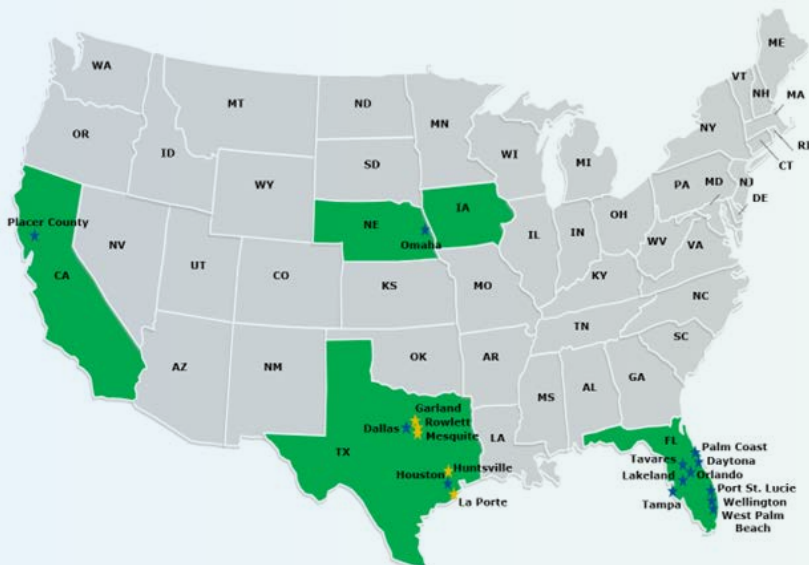 ME
WA
VT
NH
MA
MT
ND
MN
OR
NY
RI
ID
WI
MI
CT
SD
WY
PA
MD
NJ
DE
Placer County
NE
IA
OH
NV
Omaha
IL
IN
WV
VA
UT
CO
CA
KS
MO
KY
NC
TN
SC
AZ
NM
OK
AR
MS
AL
GA
Garland
Rowlett
Dallas
Mesquite
LA
TX
FL
Palm Coast
Tavares
Daytona
Huntsville
Houston
Lakeland
Orlando
Port St. Lucie
La Porte
Tampa
Wellington
West Palm
Beach